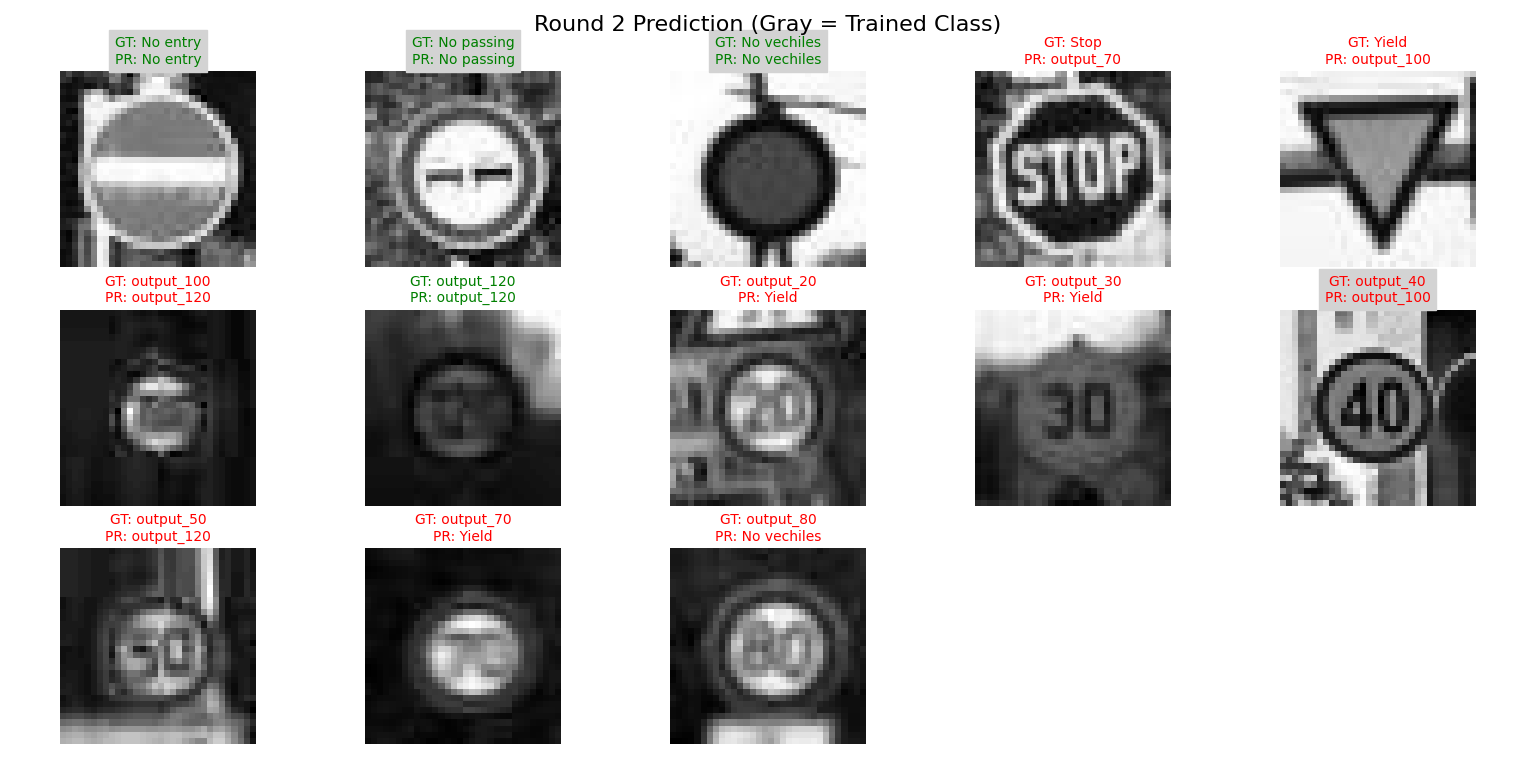 Round 2 Prediction (Gray = Trained Class)
GT: No entry
PR: No entry
GT: No passing
PR: No passing
GT: No vechiles
PR: No vechiles
GT: Stop
PR: output_70
GT: Yield
PR: output_100
STOP
GT: output_100
PR: output_120
GT: output_120
PR: output_120
GT: output_20
PR: Yield
GT: output_30
PR: Yield
GT: output_40
PR: output_100
20
30
40
GT: output_50
PR: output_120
GT: output_70
PR: Yield
GT: output_80
PR: No vechiles
50
80